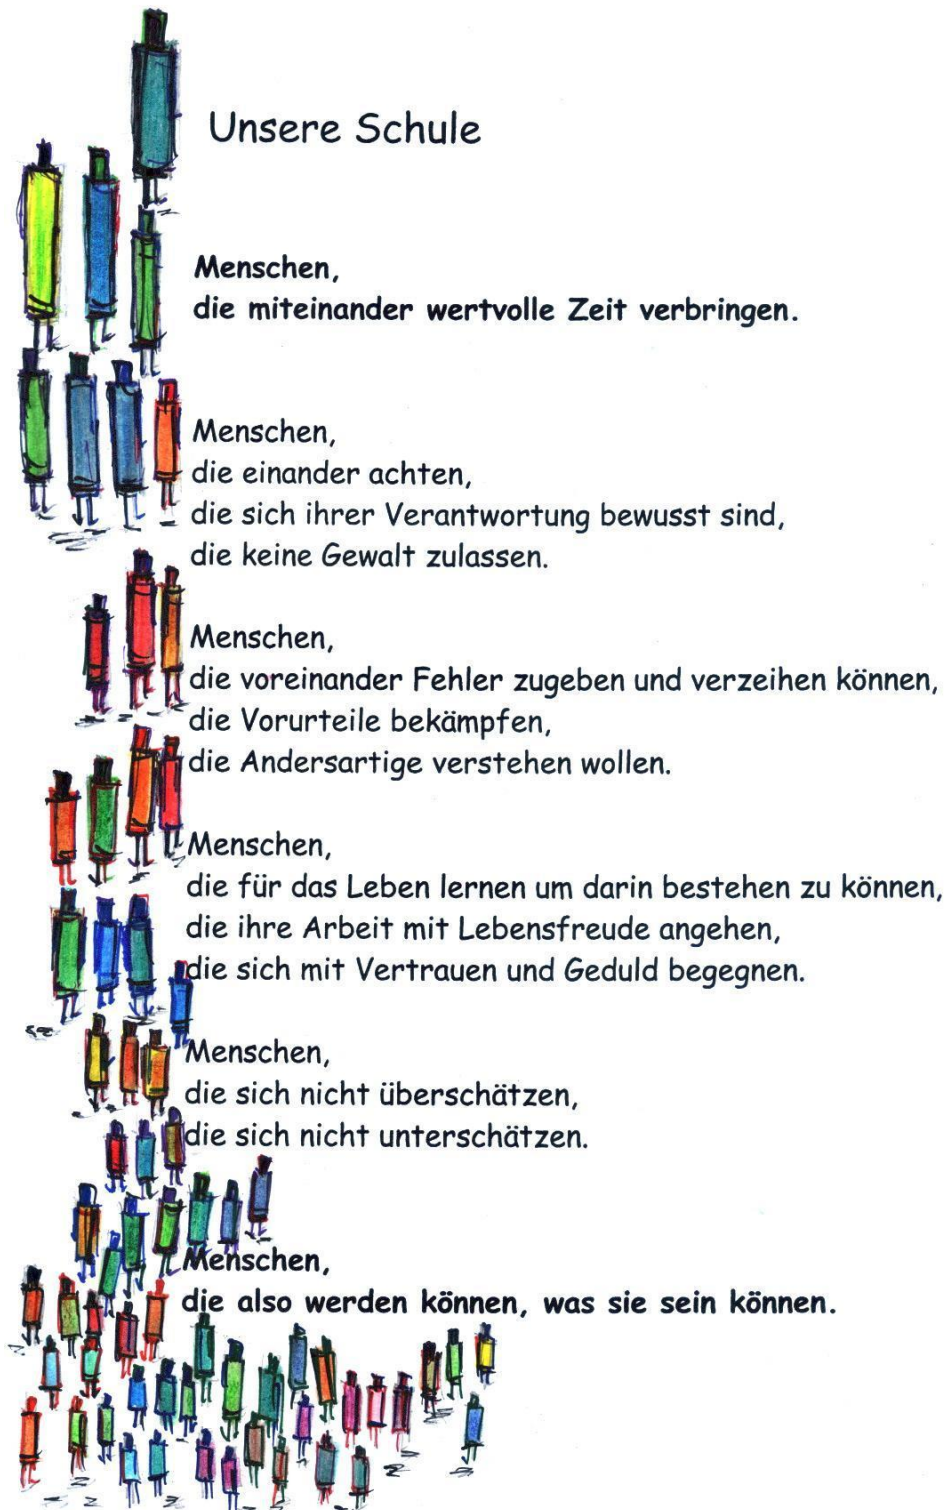 Unsere Schule
Menschen,
die miteinander wertvolle Zeit verbringen.
Menschen,
die einander achten,
die sich ihrer Verantwortung bewusst sind,
die keine Gewalt zulassen.
Menschen,
die voreinander Fehler zugeben und verzeihen können,
die Vorurteile bekämpfen,
die Andersartige verstehen wollen.
Menschen,
die für das Leben lernen um darin bestehen zu können,
die ihre Arbeit mit Lebensfreude angehen,
die sich mit Vertrauen und Geduld begegnen.
Menschen,
die sich nicht überschätzen,
die sich nicht unterschätzen.
Menschen,
die also werden können, was sie sein können.